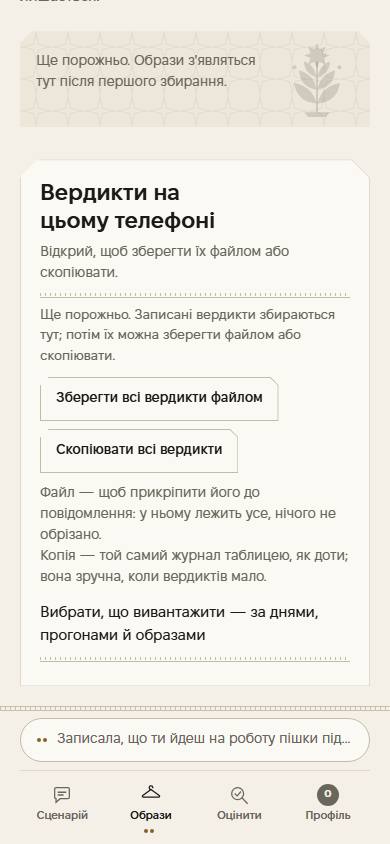 Ще порожньо. Образи з'являться
тут після першого збирання.
Вердикти на
цьому телефоні
Відкрий, щоб зберегти їх файлом або
скопіювати.
Ще порожньо. Записані вердикти збираються
тут; потім їх можна зберегти файлом або
скопіювати.
Зберегти всі вердикти файлом
Скопіювати всі вердикти
Файл — щоб прикріпити його до
повідомлення: у ньому лежить усе, нічого не
обрізано.
Копія — той самий журнал таблицею, як доти;
вона зручна, коли вердиктів мало.
Вибрати, що вивантажити — за днями,
прогонами й образами
Записала, що ти йдеш на роботу пішки під...
Сценарій
Образи
Оцінити
О
Профіль